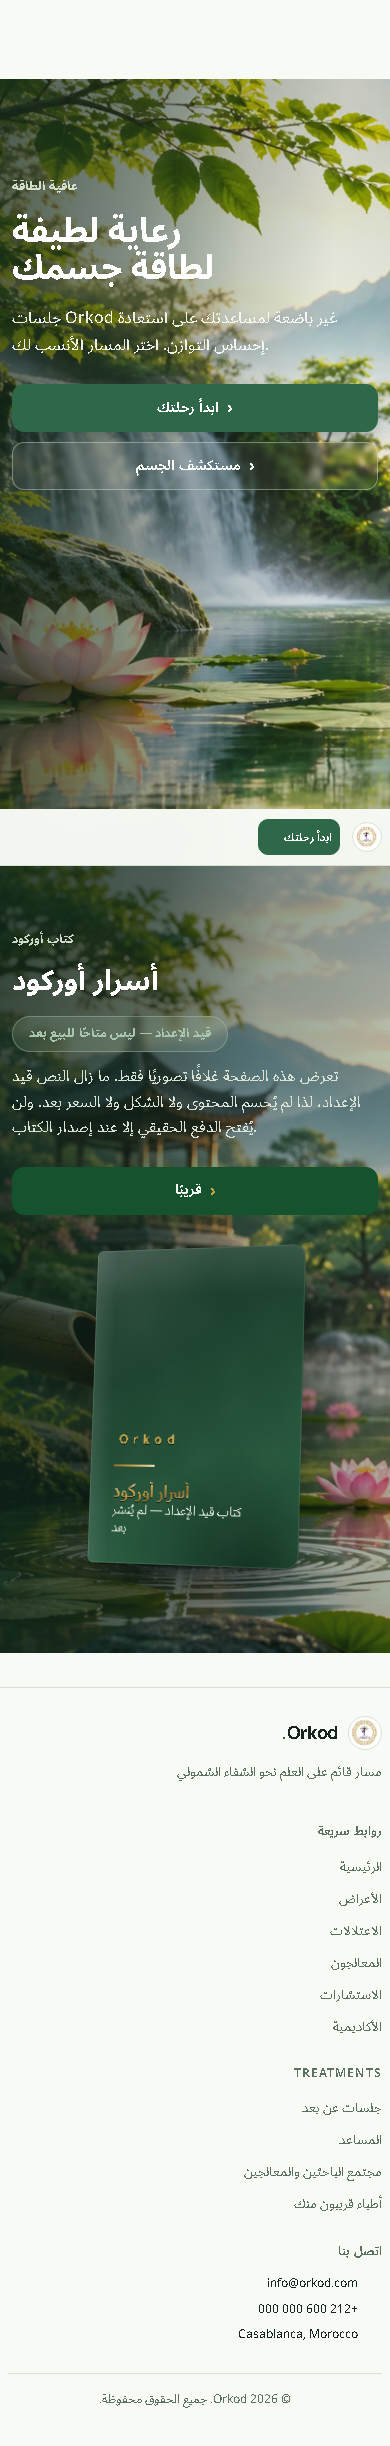 عافية الطاقة
رعاية لطيفة
لطاقة جسمك
جلسات Orkod غير باضعة لمساعدتك على استعادة
إحساس التوازن. اختر المسار الأنسب لك.
ابدأ رحلتك ‹
مستكشف الجسم ‹
ابدأ رحلتك
كتاب أوركود
أسرار أوركود
قيد الإعداد — ليس متاحًا للبيع بعد
تعرض هذه الصفحة غلافًا تصوريًا فقط. ما زال النص قيد
الإعداد، لذا لم يُحسم المحتوى ولا الشكل ولا السعر بعد. ولن
يُفتح الدفع الحقيقي إلا عند إصدار الكتاب.
قريبًا ‹
Orkod
أسرار أوركود
كتاب قيد الإعداد — لم يُنشر
بعد
Orkod.
مسار قائم على العلم نحو الشفاء الشمولي
روابط سريعة
الرئيسية
الأعراض
الاعتلالات
المعالجون
الاستشارات
الأكاديمية
TREATMENTS
جلسات عن بعد
المساعد
مجتمع الباحثين والمعالجين
أطباء قريبون منك
اتصل بنا
info@orkod.com
000 000 600 212+
Casablanca, Morocco
© 2026 Orkod. جميع الحقوق محفوظة.